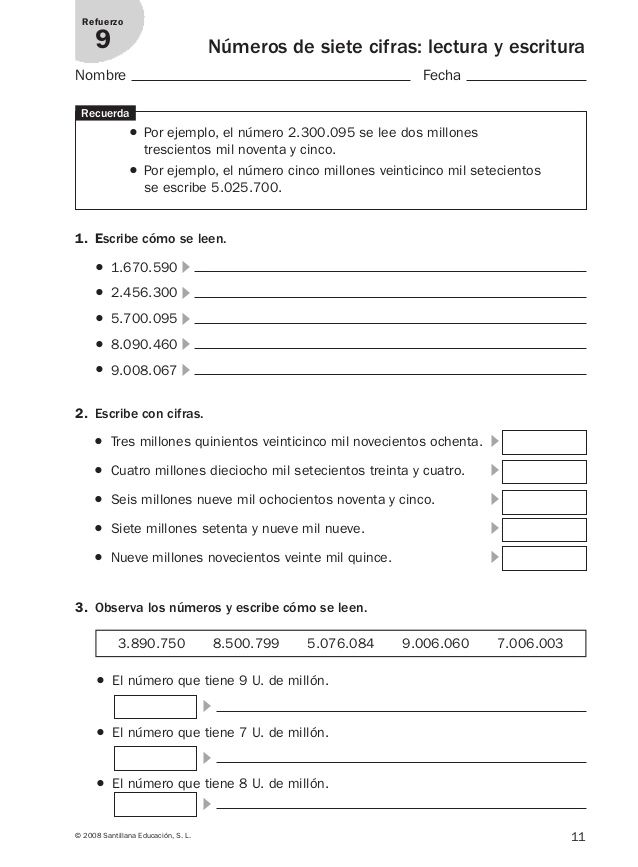 Refuerzo
9
Números de siete cifras: lectura y escritura
Nombre Fecha
Recuerda
● Por ejemplo, el número 2.300.095 se lee dos millones
trescientos mil noventa y cinco.
● Por ejemplo, el número cinco millones veinticinco mil setecientos
se escribe 5.025.700.
1. Escribe cómo se leen.
● 1.670.590
● 2.456.300
● 5.700.095
● 8.090.460
● 9.008.067
2. Escribe con cifras.
● Tres millones quinientos veinticinco mil novecientos ochenta.
● Cuatro millones dieciocho mil setecientos treinta y cuatro.
● Seis millones nueve mil ochocientos noventa y cinco.
● Siete millones setenta y nueve mil nueve.
● Nueve millones novecientos veinte mil quince.
3. Observa los números y escribe cómo se leen.
3.890.750 8.500.799 5.076.084 9.006.060 7.006.003
● El número que tiene 9 U. de millón.
● El número que tiene 7 U. de millón.
● El número que tiene 8 U. de millón.
© 2008 Santillana Educación, S. L.
11